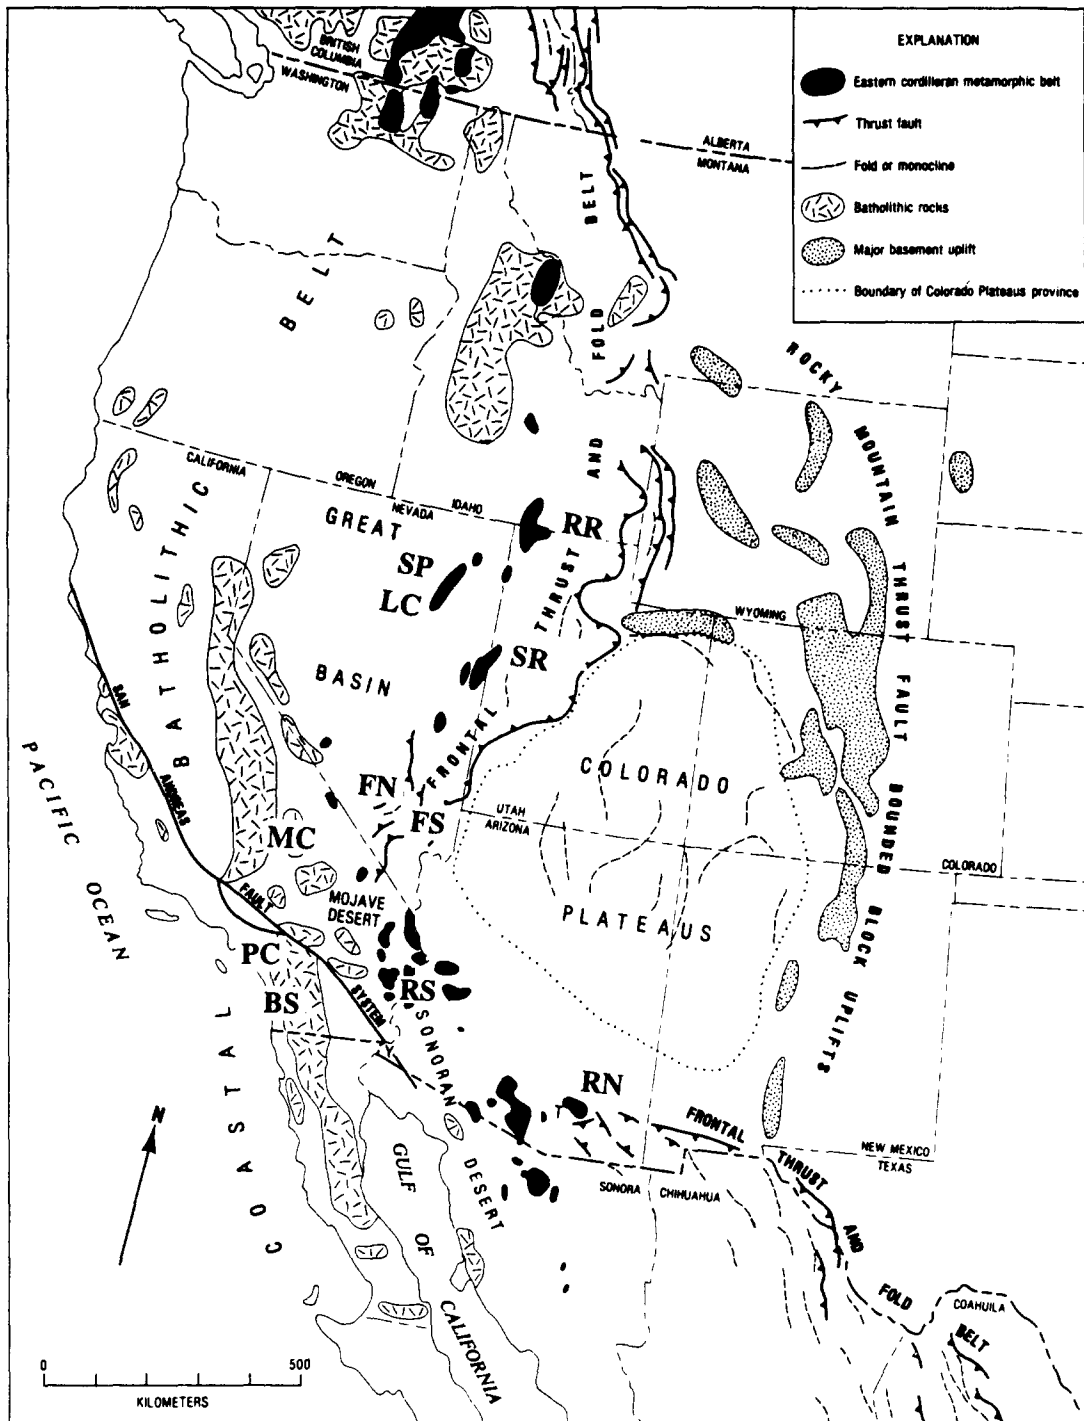 EXPLANATION
Eastern cordilleran metamorphic belt
Thrust fault
Fold or monocline
Batholithic rocks
Major basement uplift
Boundary of Colorado Plateaus province
BRITISH
COLUMBIA
WASHINGTON
ALBERTA
MONTANA
BELT
FOLD
AND
THRUST
FRONTAL
COASTAL BATHOLITHIC BELT
ROCKY MOUNTAIN THRUST FAULT BOUNDED BLOCK UPLIFTS
CALIFORNIA
OREGON
NEVADA
IDAHO
GREAT
BASIN
RR
SP
LC
SR
WYOMING
SAN ANDREAS FAULT SYSTEM
PACIFIC OCEAN
COLORADO
PLATEAUS
FN
FS
MC
UTAH
ARIZONA
COLORADO
MOJAVE
DESERT
PC
BS
RS
SONORAN DESERT
RN
N
FRONTAL THRUST AND FOLD BELT
NEW MEXICO
TEXAS
SONORA
CHIHUAHUA
COAHUILA
GULF OF CALIFORNIA
0
500
KILOMETERS